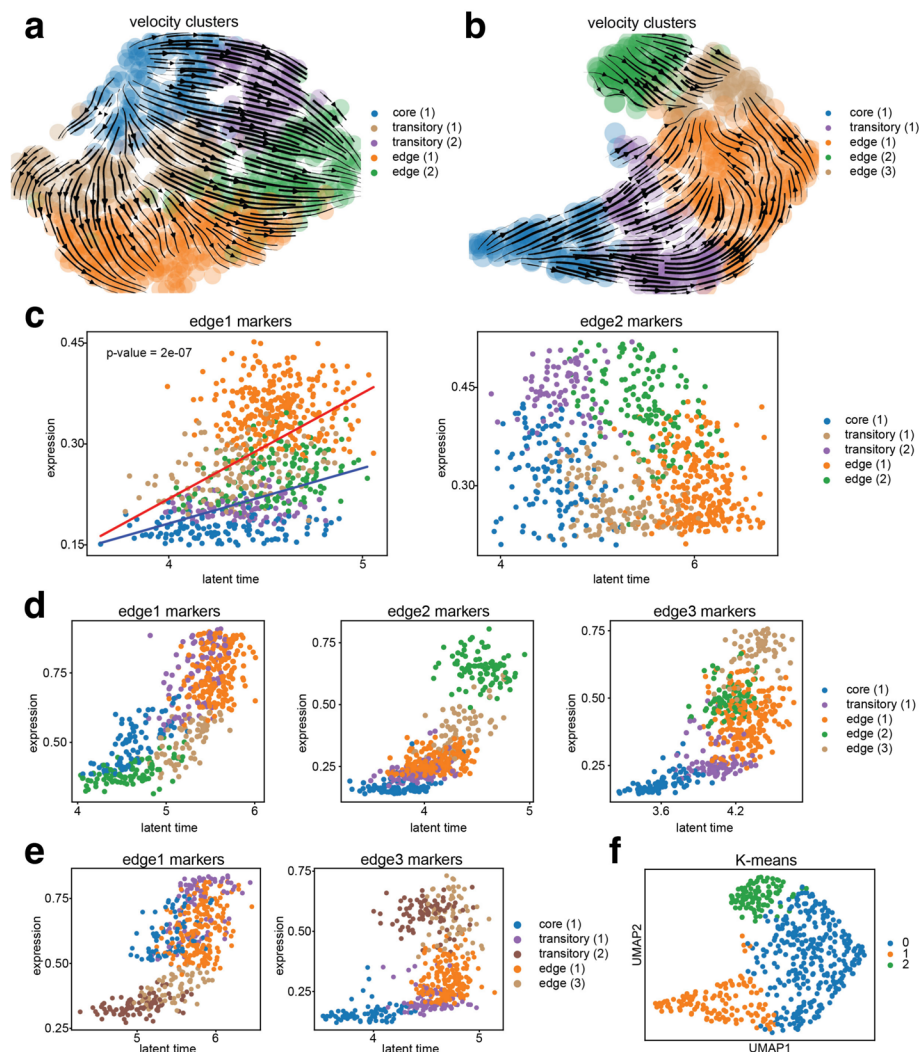 a
velocity clusters
core (1)
transitory (1)
transitory (2)
edge (1)
edge (2)
b
velocity clusters
core (1)
transitory (1)
edge (1)
edge (2)
edge (3)
c
edge1 markers
p-value = 2e-07
0.45
0.30
0.15
expression
4
5
latent time
edge2 markers
0.45
0.30
expression
4
6
latent time
core (1)
transitory (1)
transitory (2)
edge (1)
edge (2)
d
edge1 markers
0.75
0.50
expression
4
5
6
latent time
edge2 markers
0.75
0.50
0.25
expression
4
5
latent time
edge3 markers
0.75
0.50
0.25
expression
3.6
4.2
latent time
core (1)
transitory (1)
edge (1)
edge (2)
edge (3)
e
edge1 markers
0.75
0.50
0.25
expression
5
6
latent time
edge3 markers
0.75
0.50
0.25
expression
4
5
latent time
core (1)
transitory (1)
transitory (2)
edge (1)
edge (3)
f
K-means
UMAP2
UMAP1
0
1
2